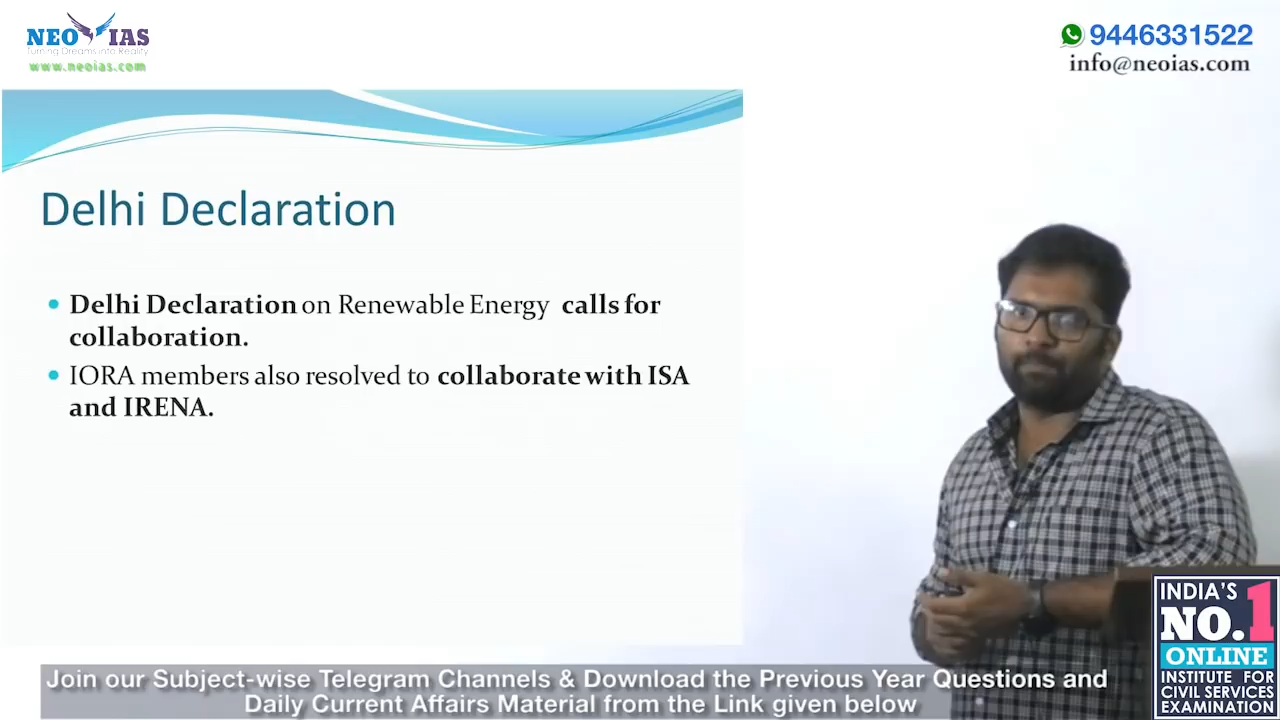 NEO IAS
Turning Dreams into Reality
www.neoias.com
9446331522
info@neoias.com
Delhi Declaration
Delhi Declaration on Renewable Energy calls for
collaboration.
IORA members also resolved to collaborate with ISA
and IRENA.
INDIA'S
NO.1
ONLINE
INSTITUTE FOR
CIVIL SERVICES
EXAMINATION
Join our Subject-wise Telegram Channels & Download the Previous Year Questions and
Daily Current Affairs Material from the Link given below